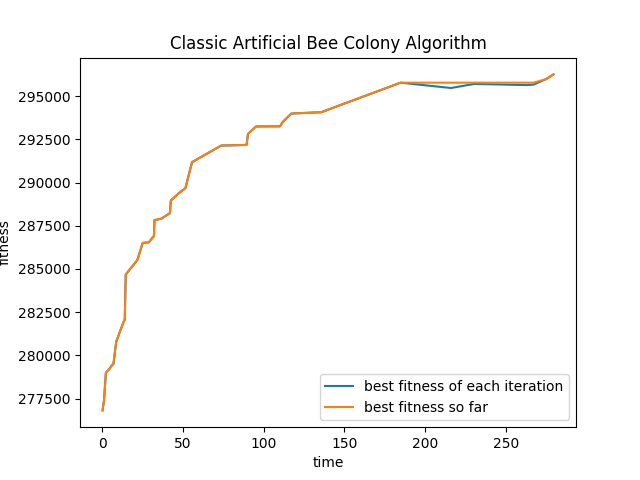 Classic Artificial Bee Colony Algorithm
295000
292500
290000
287500
285000
282500
280000
277500
fitness
0 50 100 150 200 250
time
best fitness of each iteration
best fitness so far